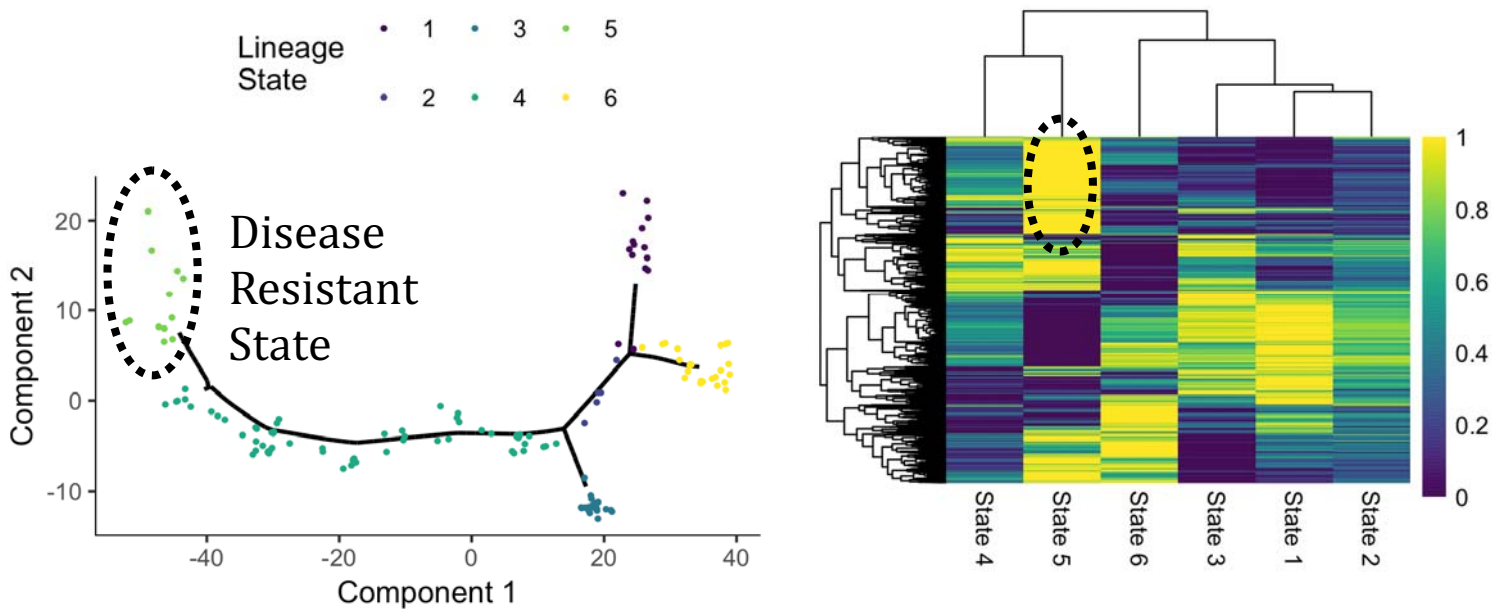 Lineage
State
1 3 5
2 4 6
Disease
Resistant
State
Component 2
20
10
0
-10
-40 -20 0 20 40
Component 1
1
0.8
0.6
0.4
0.2
0
State 4
State 5
State 6
State 3
State 1
State 2